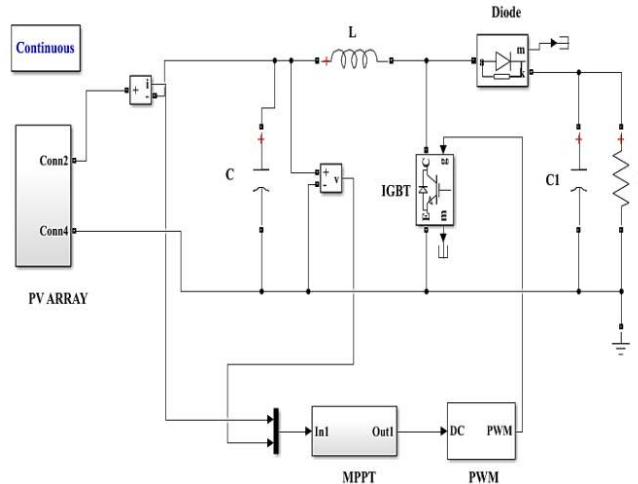 Diode
Continuous
L
m
a
k
i
+
-
Conn2
C
+
-
v
g
C
IGBT
E
m
C1
Conn4
PV ARRAY
In1
Out1
DC
PWM
MPPT
PWM